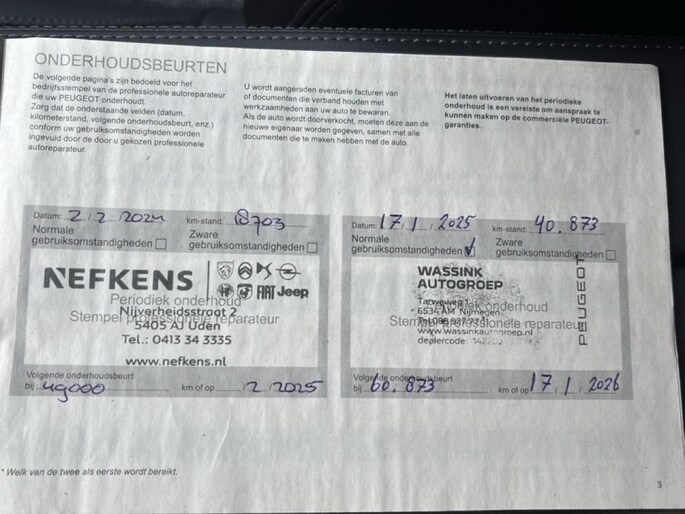 ONDERHOUDSBEURTEN
De volgende pagina's zijn bedoeld voor het
bedrijfsstempel van de professionele autoreparateur
die uw PEUGEOT onderhoudt.
Zorg dat de onderstaande velden (datum,
kilometerstand, volgende onderhoudsbeurt, enz.)
conform uw gebruiksomstandigheden worden
ingevuld door de door u gekozen professionele
autoreparateur.
U wordt aangeraden eventuele facturen van
of documenten die verband houden met
werkzaamheden aan uw auto te bewaren.
Als de auto wordt doorverkocht, moeten deze aan de
nieuwe eigenaar worden gegeven, samen met alle
documenten die te maken hebben met de auto.
Het laten uitvoeren van het periodieke
onderhoud is een vereiste om aanspraak te
kunnen maken op de commerciële PEUGEOT-
garanties.
Datum: 2 / 2 / 2024 km-stand: 18703
Normale
gebruiksomstandigheden
Zware
gebruiksomstandigheden
NEFKENS
FIAT Jeep
Periodiek onderhoud
Nijverheidsstraat 2
Stempel professionele reparateur
5405 AJ Uden
Tel.: 0413 34 3335
www.nefkens.nl
Volgende onderhoudsbeurt
bij 49000 km of op / 2 / 2025
Datum: 17 / 1 / 2025 km-stand: 40.873
Normale
gebruiksomstandigheden
Zware
gebruiksomstandigheden
WASSINK
AUTOGROEP
Tarweweg
Periodiek onderhoud
6534 AM Nijmegen
Stempel professionele reparateur
www.wassinkautogroep.nl
dealercode:
PEUGEOT
Volgende onderhoudsbeurt
bij 60.873 km of op 17 / 1 / 2026
* Welk van de twee als eerste wordt bereikt.
3